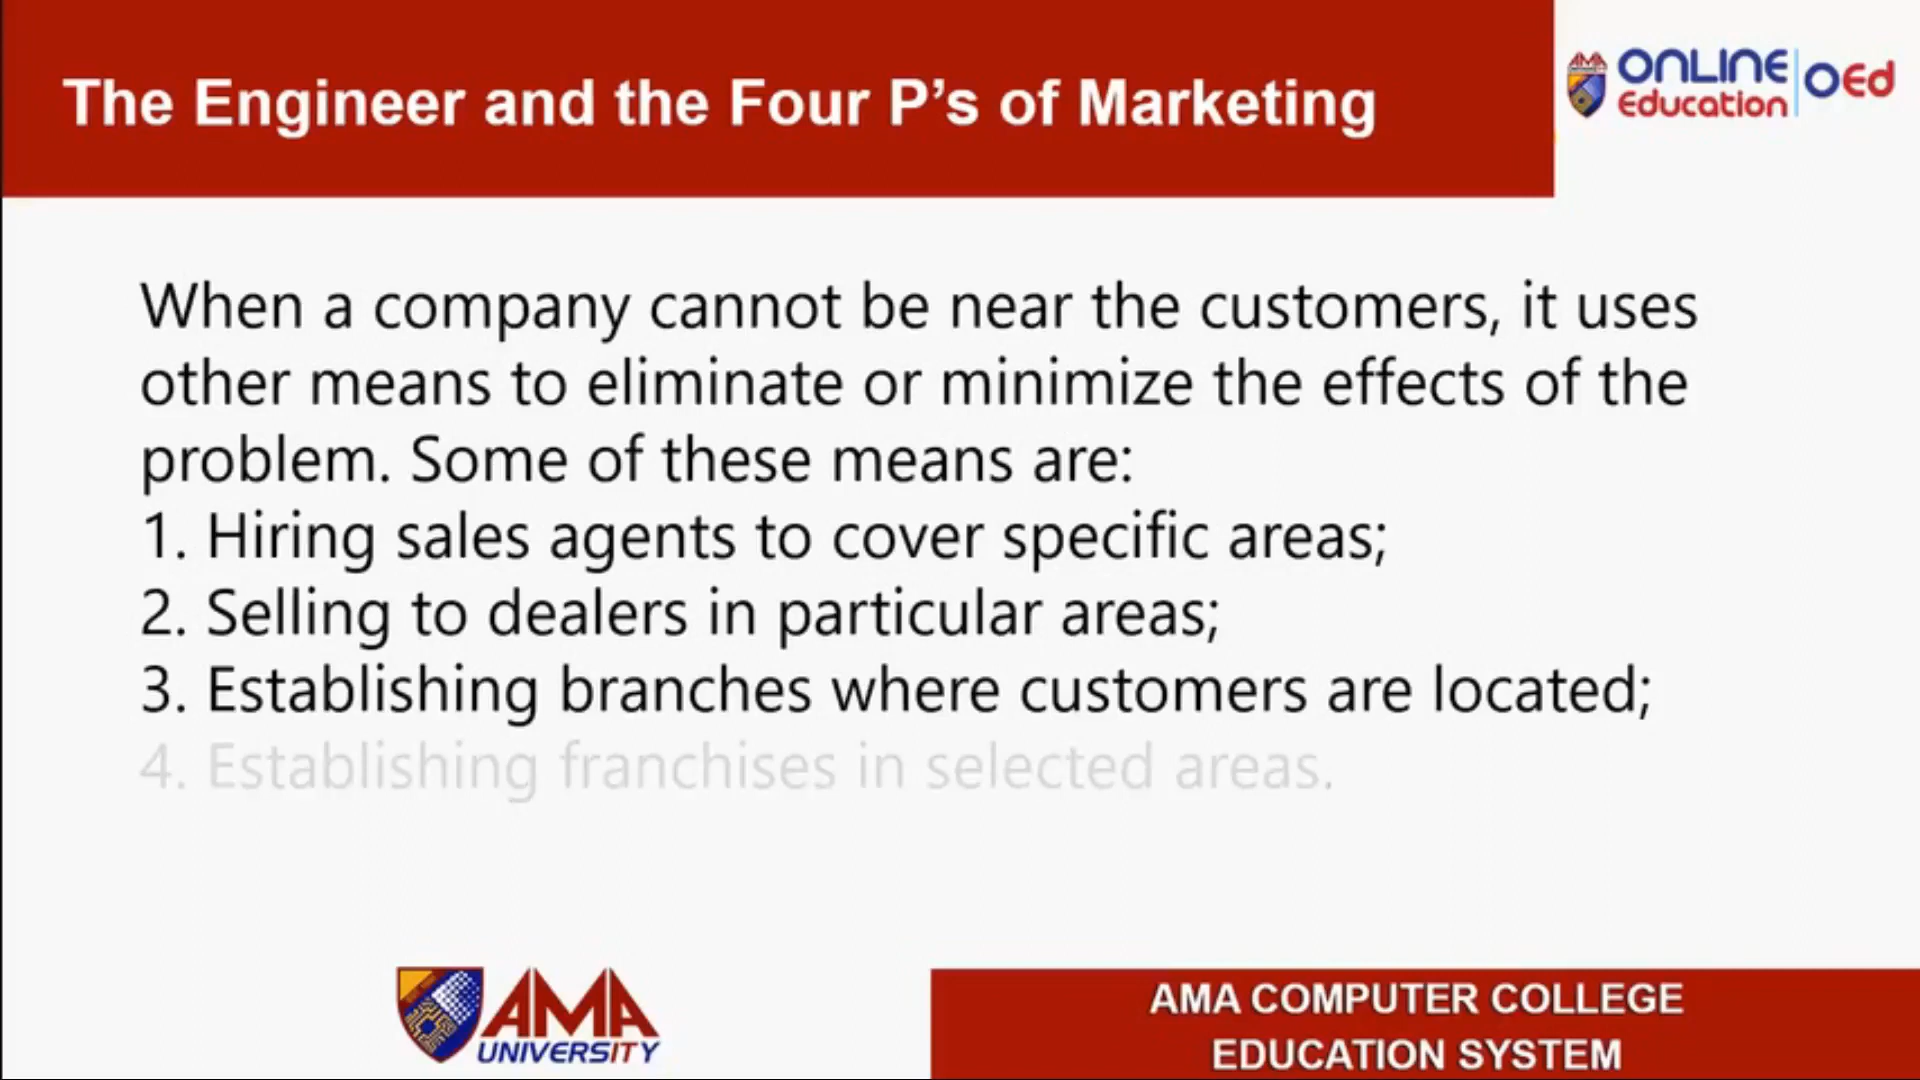 The Engineer and the Four P’s of Marketing
AMA
ONLINE
Education
OEd
When a company cannot be near the customers, it uses
other means to eliminate or minimize the effects of the
problem. Some of these means are:
1. Hiring sales agents to cover specific areas;
2. Selling to dealers in particular areas;
3. Establishing branches where customers are located;
4. Establishing franchises in selected areas.
AMA
UNIVERSITY
AMA COMPUTER COLLEGE
EDUCATION SYSTEM